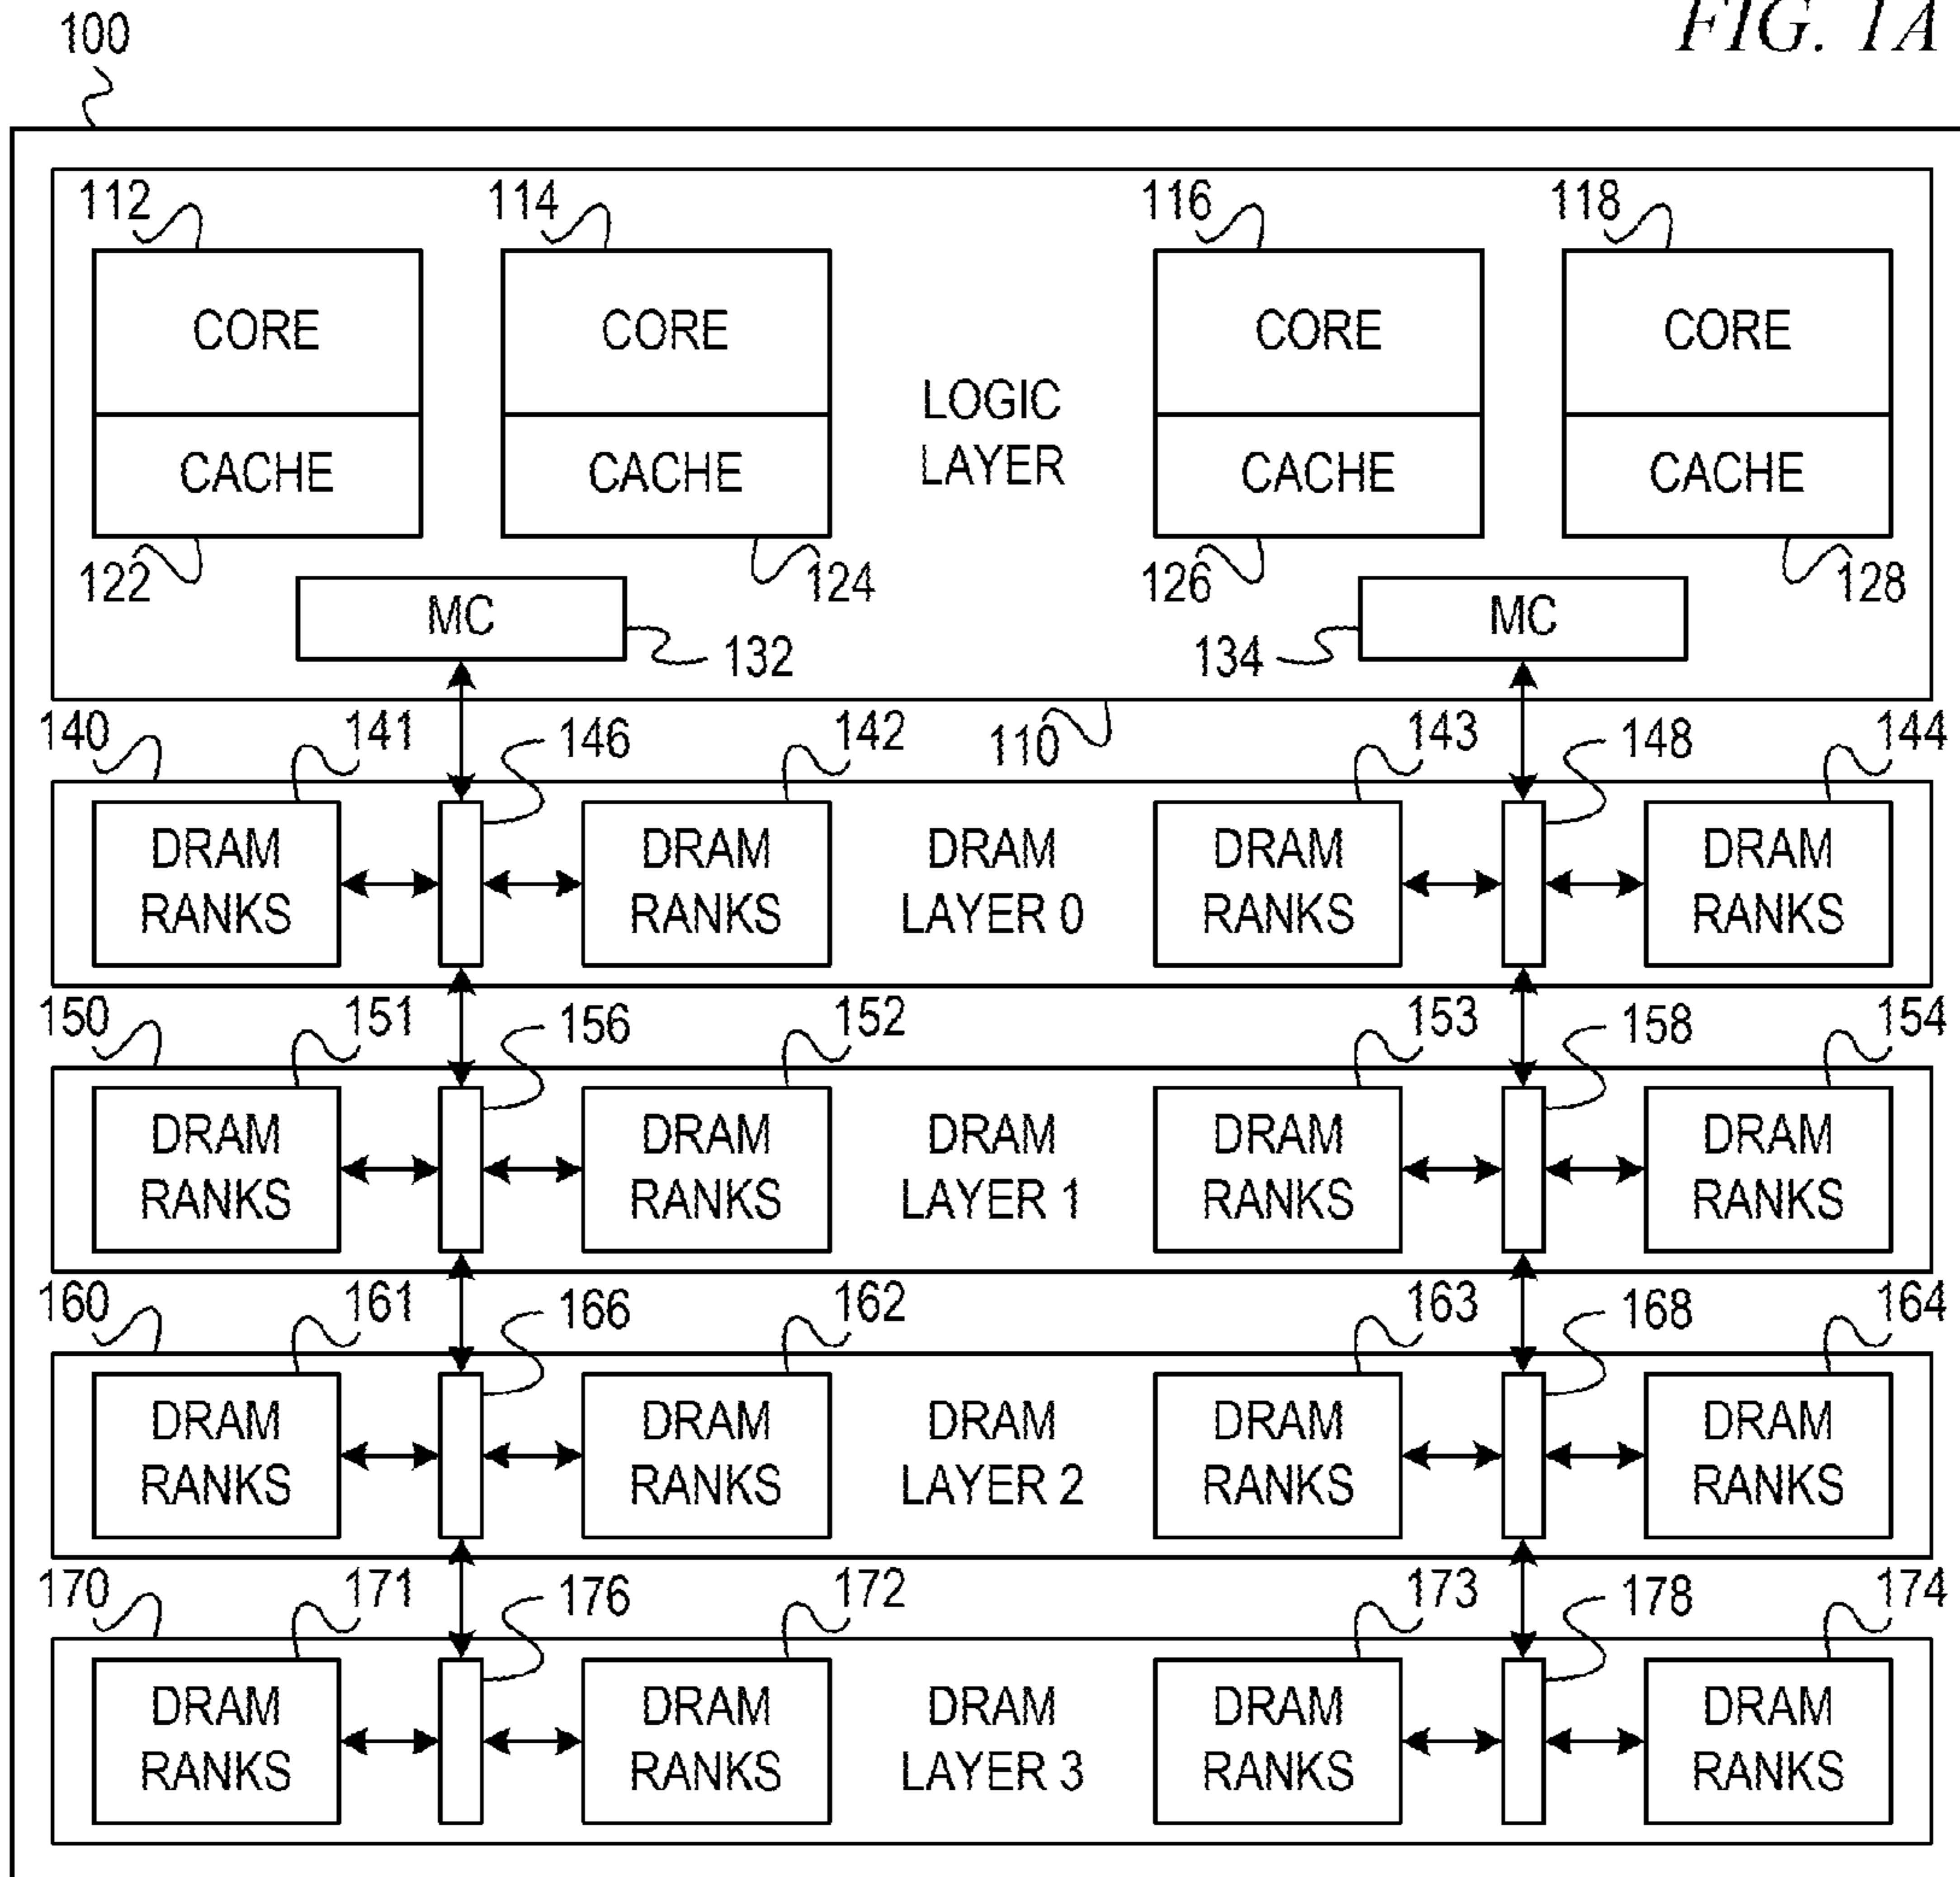 FIG. 1A
100
112 114 116 118
CORE CORE CORE CORE
LOGIC
LAYER
CACHE CACHE CACHE CACHE
122 124 126 128
MC MC
132 134
110
140 141 146 142 143 148 144
DRAM DRAM DRAM DRAM DRAM
RANKS RANKS LAYER 0 RANKS RANKS
150 151 156 152 153 158 154
DRAM DRAM DRAM DRAM DRAM
RANKS RANKS LAYER 1 RANKS RANKS
160 161 166 162 163 168 164
DRAM DRAM DRAM DRAM DRAM
RANKS RANKS LAYER 2 RANKS RANKS
170 171 176 172 173 178 174
DRAM DRAM DRAM DRAM DRAM
RANKS RANKS LAYER 3 RANKS RANKS